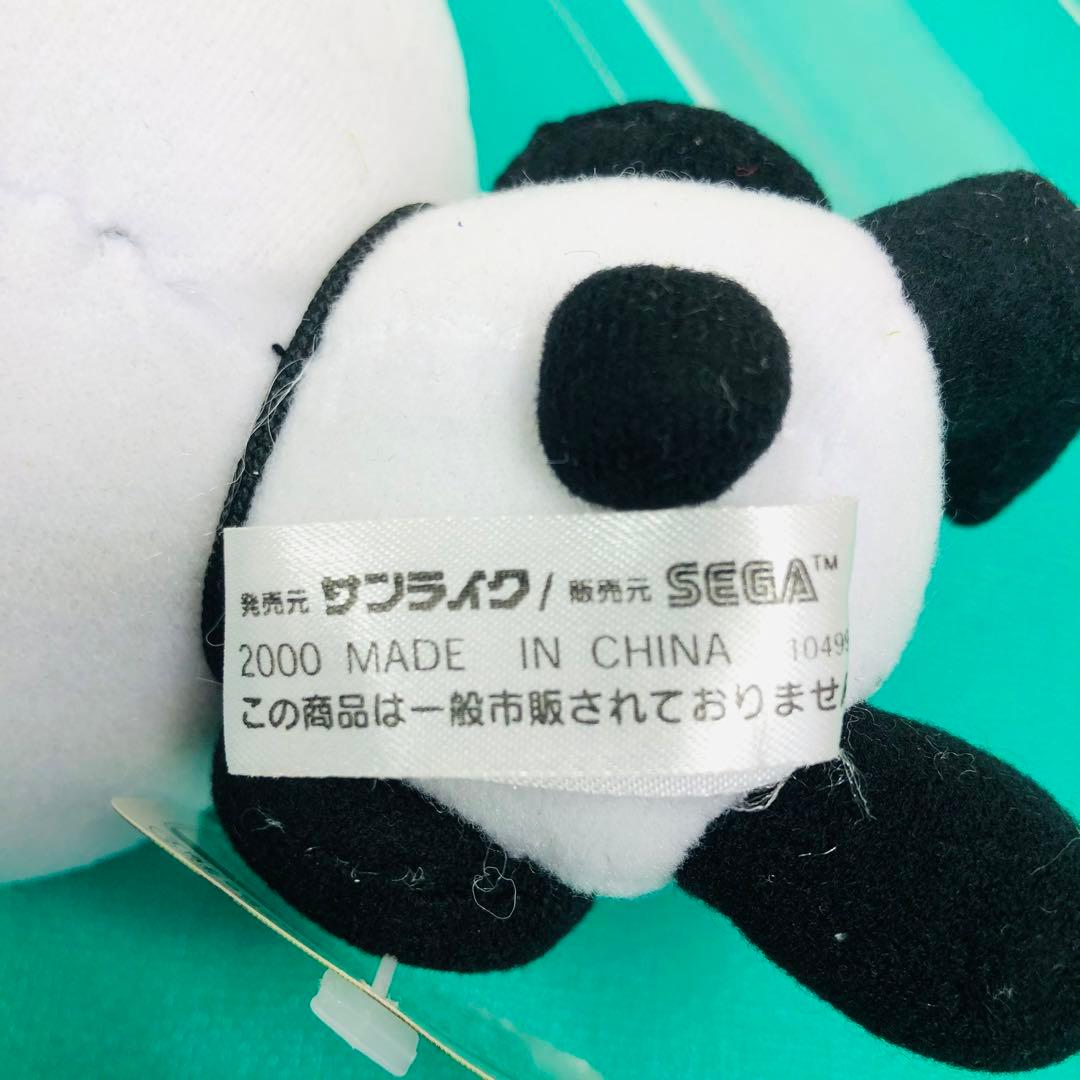 発売元 サンライク/ 販売元 SEGA™
2000 MADE IN CHINA 10499
この商品は一般市販されておりませ